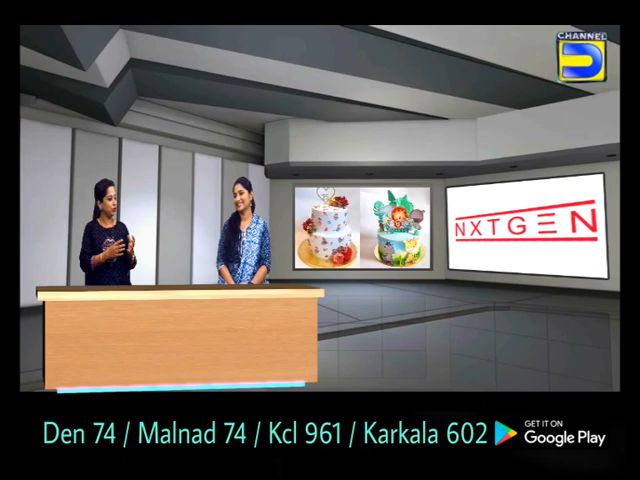 CHANNEL
D
NXTGEN
Den 74 / Malnad 74 / Kcl 961 / Karkala 602
GET IT ON
Google Play